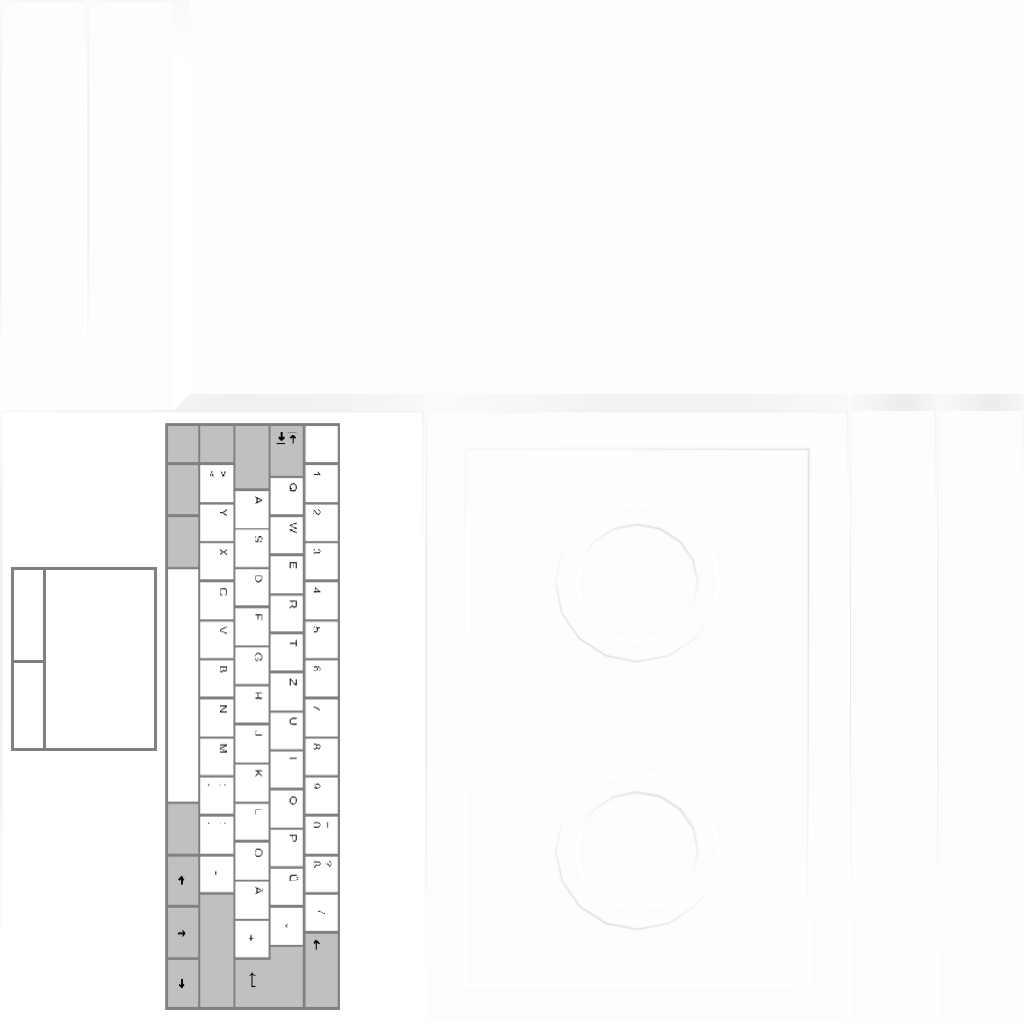 1 2 3 4 5 6 7 8 9 0 ? ß
Q W E R T Z U I O P Ü
A S D F G H J K L Ö Ä +
> < Y X C V B N M ; , : . -